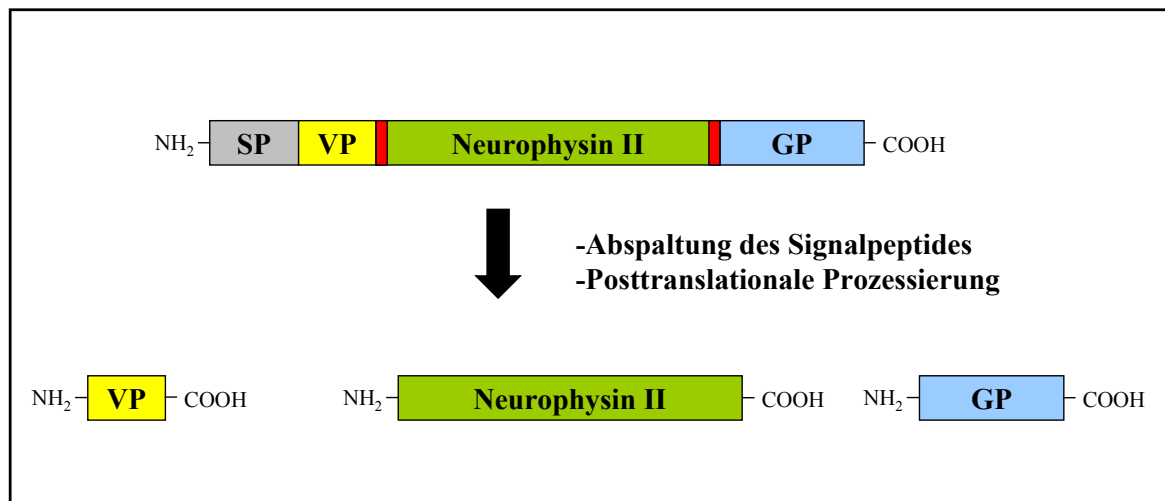 NH₂ SP VP Neurophysin II GP COOH
-Abspaltung des Signalpeptides
-Posttranslationale Prozessierung
NH₂ VP COOH NH₂ Neurophysin II COOH NH₂ GP COOH